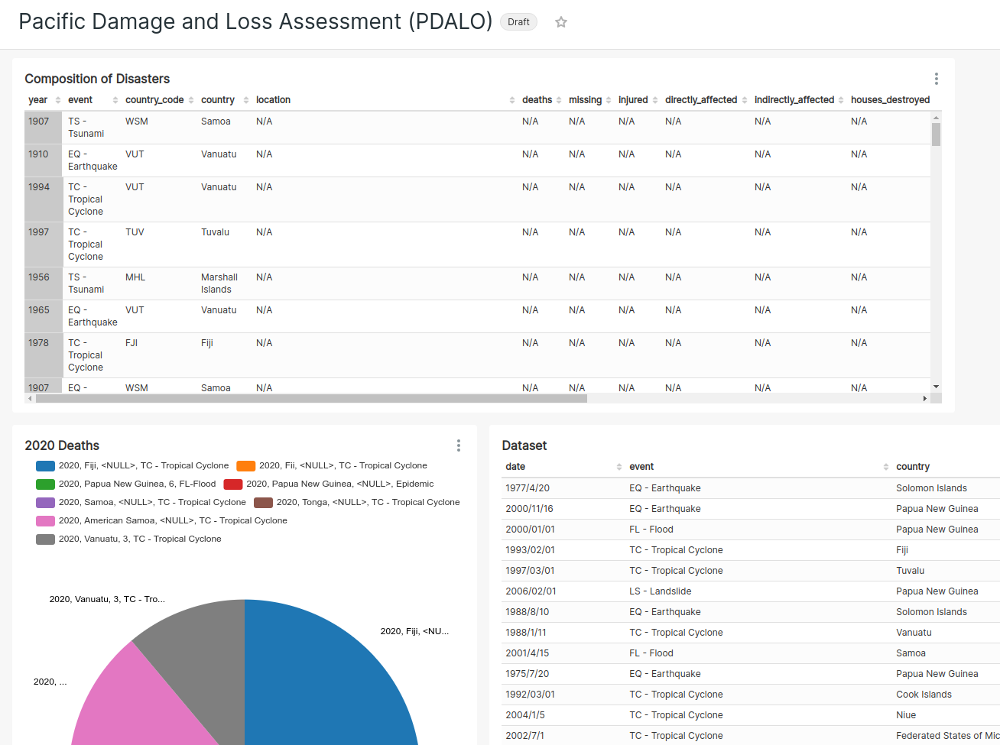 Pacific Damage and Loss Assessment (PDALO) Draft
Composition of Disasters
year event country_code country location deaths missing injured directly_affected indirectly_affected houses_destroyed
1907 TS - WSM Samoa N/A N/A N/A N/A N/A N/A N/A
Tsunami
1910 EQ - VUT Vanuatu N/A N/A N/A N/A N/A N/A N/A
Earthquake
1994 TC - VUT Vanuatu N/A N/A N/A N/A N/A N/A N/A
Tropical
Cyclone
1997 TC - TUV Tuvalu N/A N/A N/A N/A N/A N/A N/A
Tropical
Cyclone
1956 TS - MHL Marshall N/A N/A N/A N/A N/A N/A N/A
Tsunami Islands
1965 EQ - VUT Vanuatu N/A N/A N/A N/A N/A N/A N/A
Earthquake
1978 TC - FJI Fiji N/A N/A N/A N/A N/A N/A N/A
Tropical
Cyclone
1907 EQ - WSM Samoa N/A N/A N/A N/A N/A N/A N/A
2020 Deaths
2020, Fiji, <NULL>, TC - Tropical Cyclone 2020, Fii, <NULL>, TC - Tropical Cyclone
2020, Papua New Guinea, 6, FL-Flood 2020, Papua New Guinea, <NULL>, Epidemic
2020, Samoa, <NULL>, TC - Tropical Cyclone 2020, Tonga, <NULL>, TC - Tropical Cyclone
2020, American Samoa, <NULL>, TC - Tropical Cyclone
2020, Vanuatu, 3, TC - Tropical Cyclone
2020, Vanuatu, 3, TC - Tro...
2020, Fiji, <NU...
2020, ...
Dataset
date event country
1977/4/20 EQ - Earthquake Solomon Islands
2000/11/16 EQ - Earthquake Papua New Guinea
2000/01/01 FL - Flood Papua New Guinea
1993/02/01 TC - Tropical Cyclone Fiji
1997/03/01 TC - Tropical Cyclone Tuvalu
2006/02/01 LS - Landslide Papua New Guinea
1988/8/10 EQ - Earthquake Solomon Islands
1988/1/11 TC - Tropical Cyclone Vanuatu
2001/4/15 FL - Flood Samoa
1975/7/20 EQ - Earthquake Papua New Guinea
1992/03/01 TC - Tropical Cyclone Cook Islands
2004/1/5 TC - Tropical Cyclone Niue
2002/7/1 TC - Tropical Cyclone Federated States of Mic